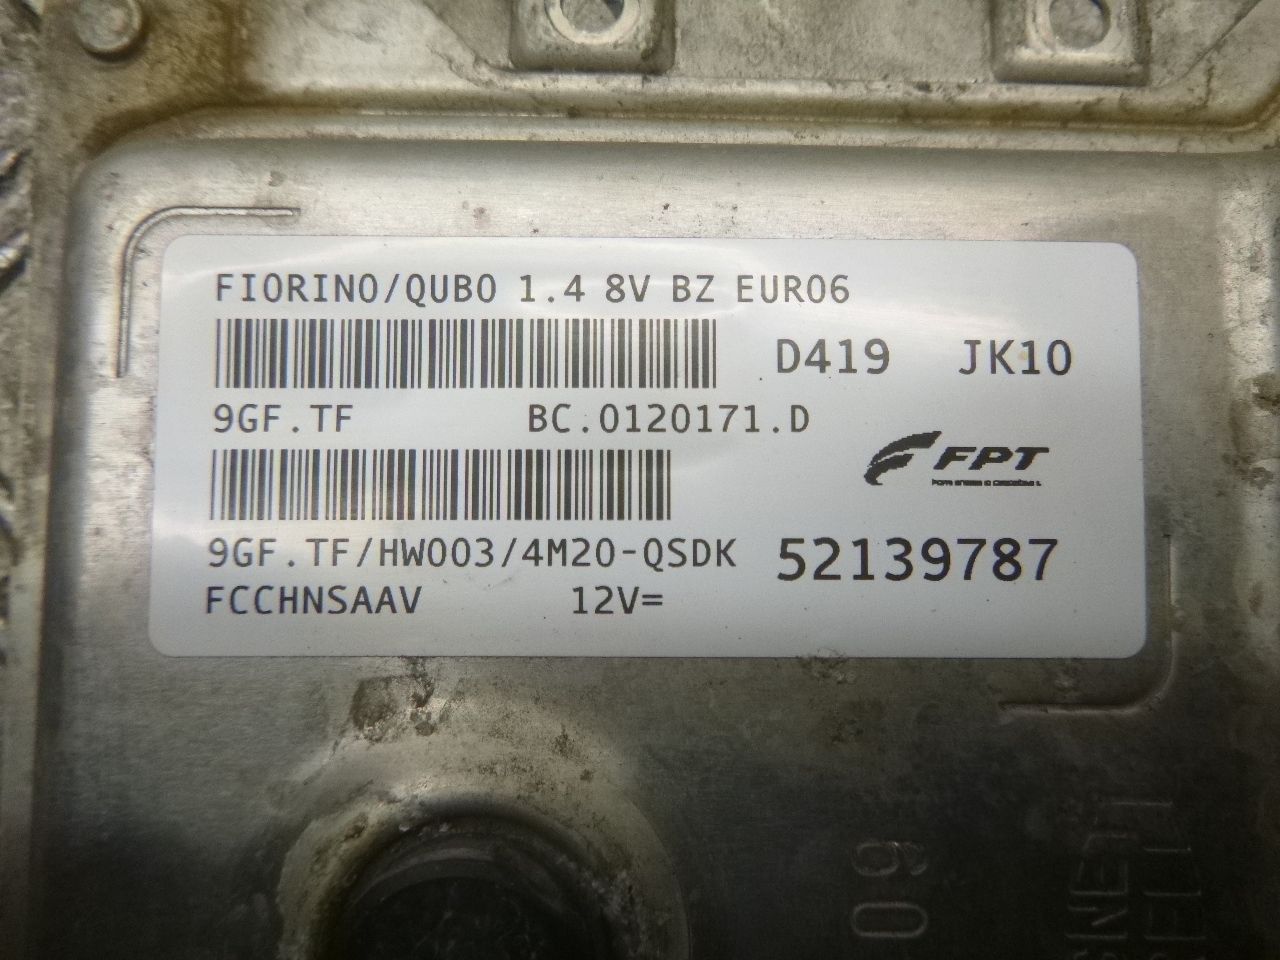 FIORINO/QUBO 1.4 8V BZ EURO6
D419 JK10
9GF.TF BC.0120171.D
FPT
9GF.TF/HW003/4M20-QSDK 52139787
FCCHNSAAV 12V=